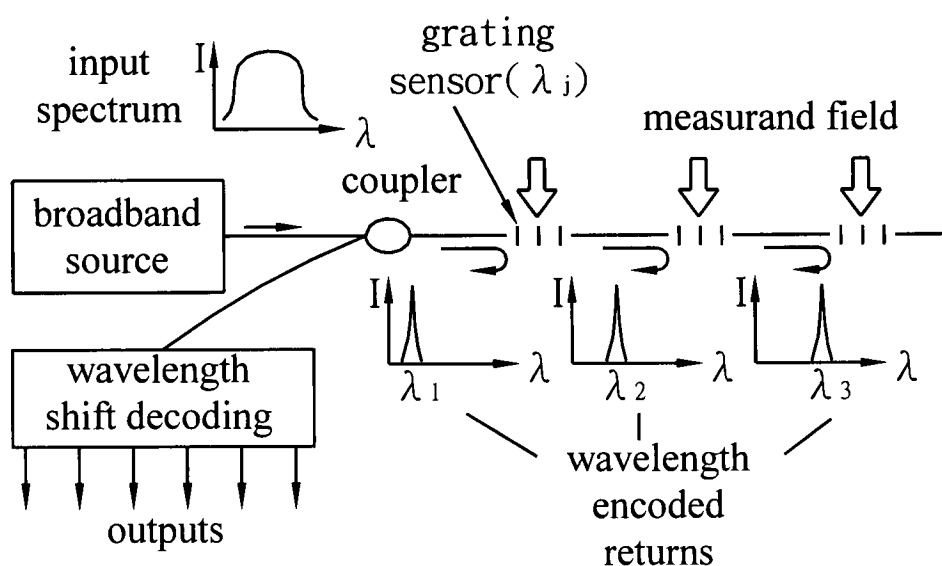 input
spectrum
I
λ
grating
sensor(λj)
measurand field
coupler
broadband
source
I
λ
λ1
I
λ
λ2
I
λ
λ3
wavelength
shift decoding
outputs
wavelength
encoded
returns